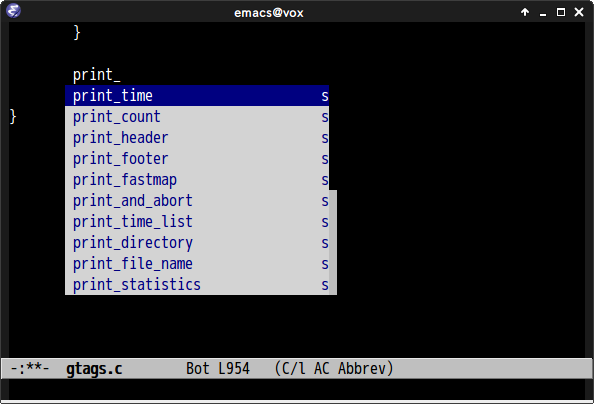 emacs@vox
}
print_
print_time s
print_count s
} print_header s
print_footer s
print_fastmap s
print_and_abort s
print_time_list s
print_directory s
print_file_name s
print_statistics s
-:**- gtags.c Bot L954 (C/l AC Abbrev)